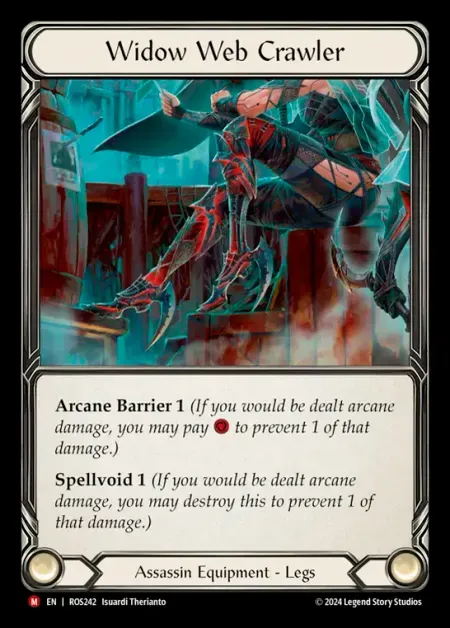 Widow Web Crawler
Arcane Barrier 1 (If you would be dealt arcane
damage, you may pay to prevent 1 of that
damage.)
Spellvoid 1 (If you would be dealt arcane
damage, you may destroy this to prevent 1 of
that damage.)
Assassin Equipment - Legs
M EN | ROS242 Isuardi Therianto © 2024 Legend Story Studios